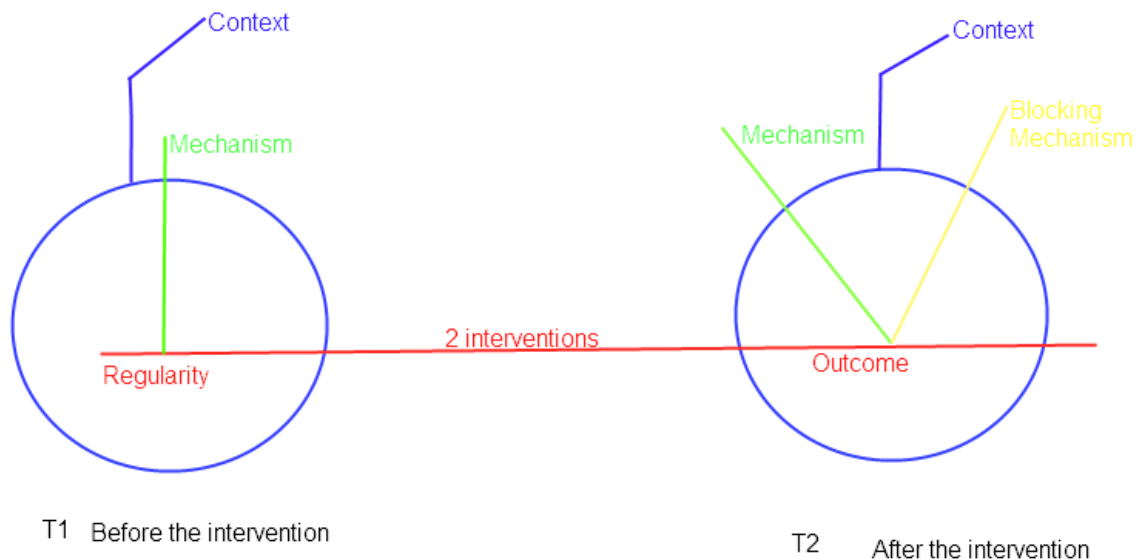 Context
Mechanism
Regularity
2 interventions
Context
Mechanism
Blocking
Mechanism
Outcome
T1 Before the intervention
T2 After the intervention